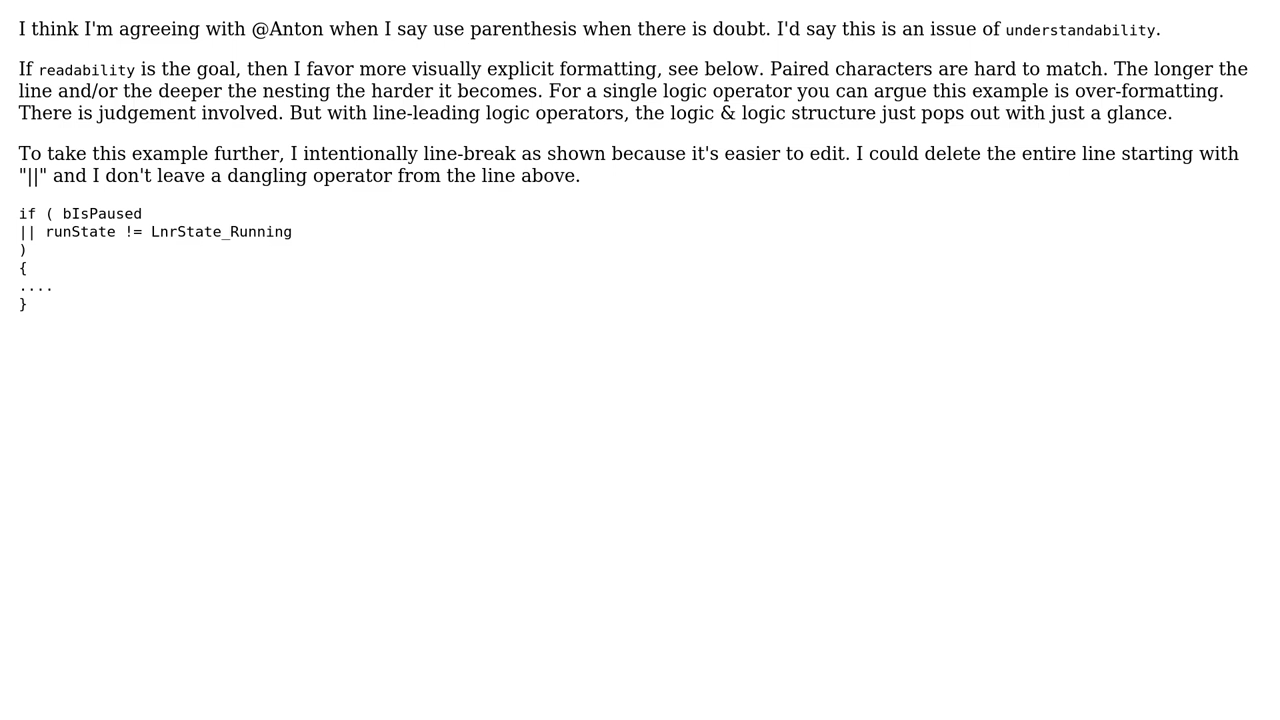 I think I'm agreeing with @Anton when I say use parenthesis when there is doubt. I'd say this is an issue of understandability.
If readability is the goal, then I favor more visually explicit formatting, see below. Paired characters are hard to match. The longer the
line and/or the deeper the nesting the harder it becomes. For a single logic operator you can argue this example is over-formatting.
There is judgement involved. But with line-leading logic operators, the logic & logic structure just pops out with just a glance.
To take this example further, I intentionally line-break as shown because it's easier to edit. I could delete the entire line starting with
"||" and I don't leave a dangling operator from the line above.
if ( bIsPaused
|| runState != LnrState_Running
)
{
....
}